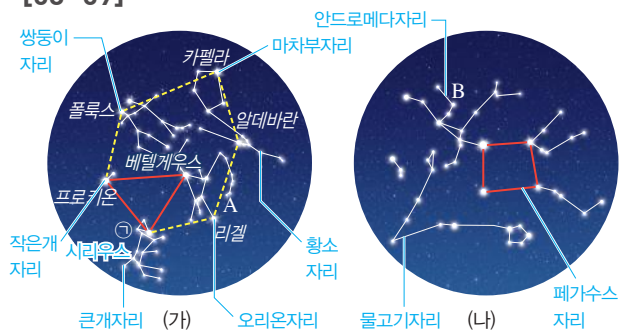 [06~07]
쌍둥이
자리
카펠라
마차부자리
안드로메다자리
폴룩스
알데바란
B
베텔게우스
프로키온
A
㉠
시리우스
리겔
작은개
자리
황소
자리
큰개자리
(가)
오리온자리
물고기자리
(나)
페가수스
자리